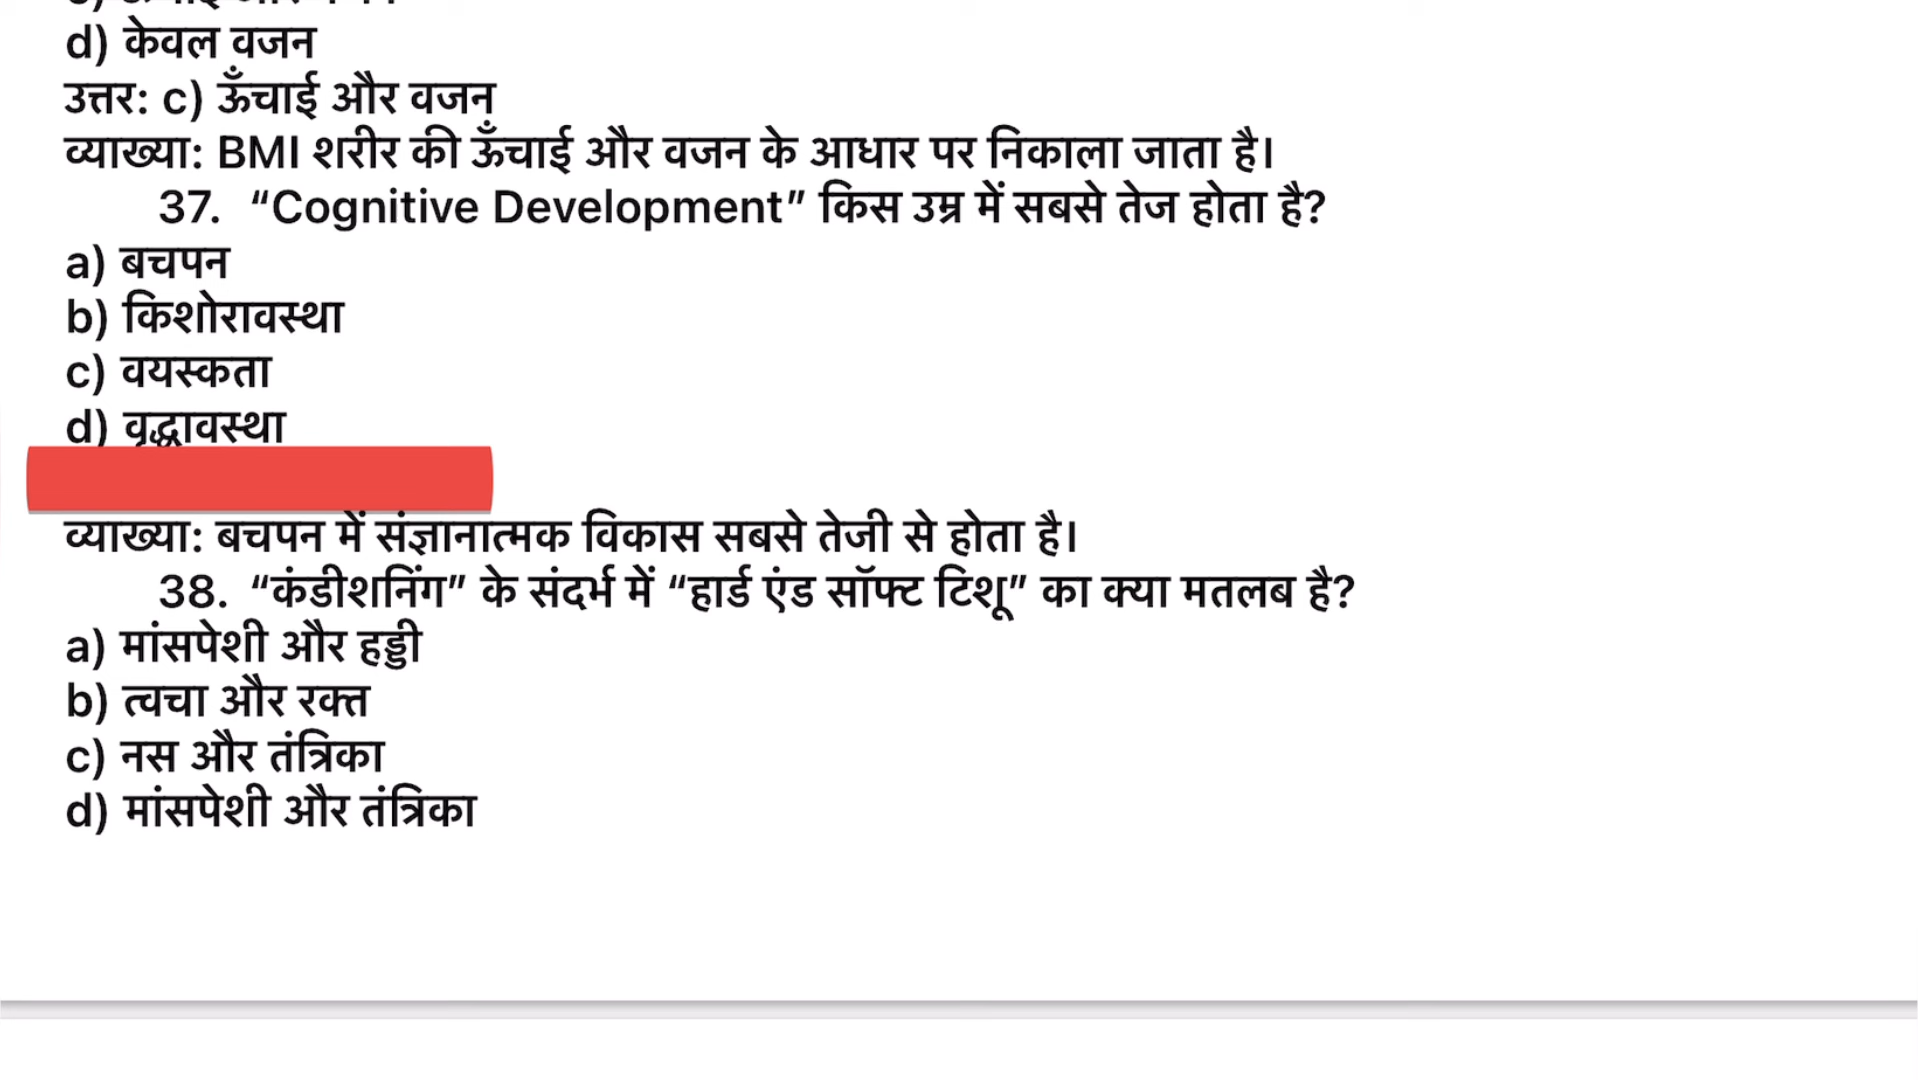 d) केवल वजन
उत्तर: c) ऊँचाई और वजन
व्याख्या: BMI शरीर की ऊँचाई और वजन के आधार पर निकाला जाता है।
37. “Cognitive Development” किस उम्र में सबसे तेज होता है?
a) बचपन
b) किशोरावस्था
c) वयस्कता
d) वृद्धावस्था
व्याख्या: बचपन में संज्ञानात्मक विकास सबसे तेजी से होता है।
38. “कंडीशनिंग” के संदर्भ में “हार्ड एंड सॉफ्ट टिशू” का क्या मतलब है?
a) मांसपेशी और हड्डी
b) त्वचा और रक्त
c) नस और तंत्रिका
d) मांसपेशी और तंत्रिका